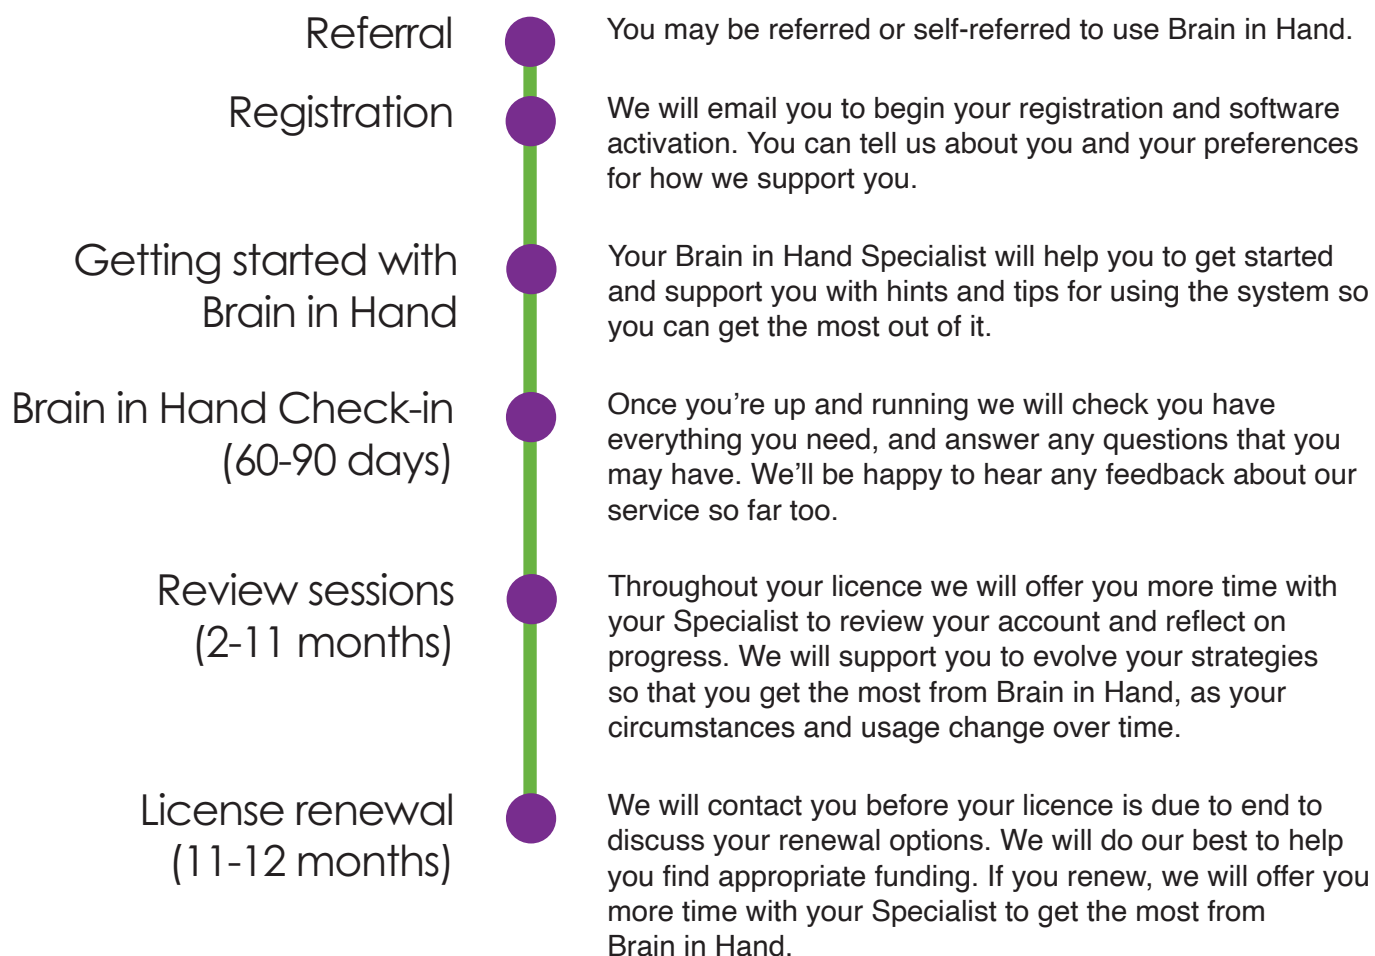 Referral
You may be referred or self-referred to use Brain in Hand.
Registration
We will email you to begin your registration and software
activation. You can tell us about you and your preferences
for how we support you.
Getting started with
Brain in Hand
Your Brain in Hand Specialist will help you to get started
and support you with hints and tips for using the system so
you can get the most out of it.
Brain in Hand Check-in
(60-90 days)
Once you’re up and running we will check you have
everything you need, and answer any questions that you
may have. We’ll be happy to hear any feedback about our
service so far too.
Review sessions
(2-11 months)
Throughout your licence we will offer you more time with
your Specialist to review your account and reflect on
progress. We will support you to evolve your strategies
so that you get the most from Brain in Hand, as your
circumstances and usage change over time.
License renewal
(11-12 months)
We will contact you before your licence is due to end to
discuss your renewal options. We will do our best to help
you find appropriate funding. If you renew, we will offer you
more time with your Specialist to get the most from
Brain in Hand.